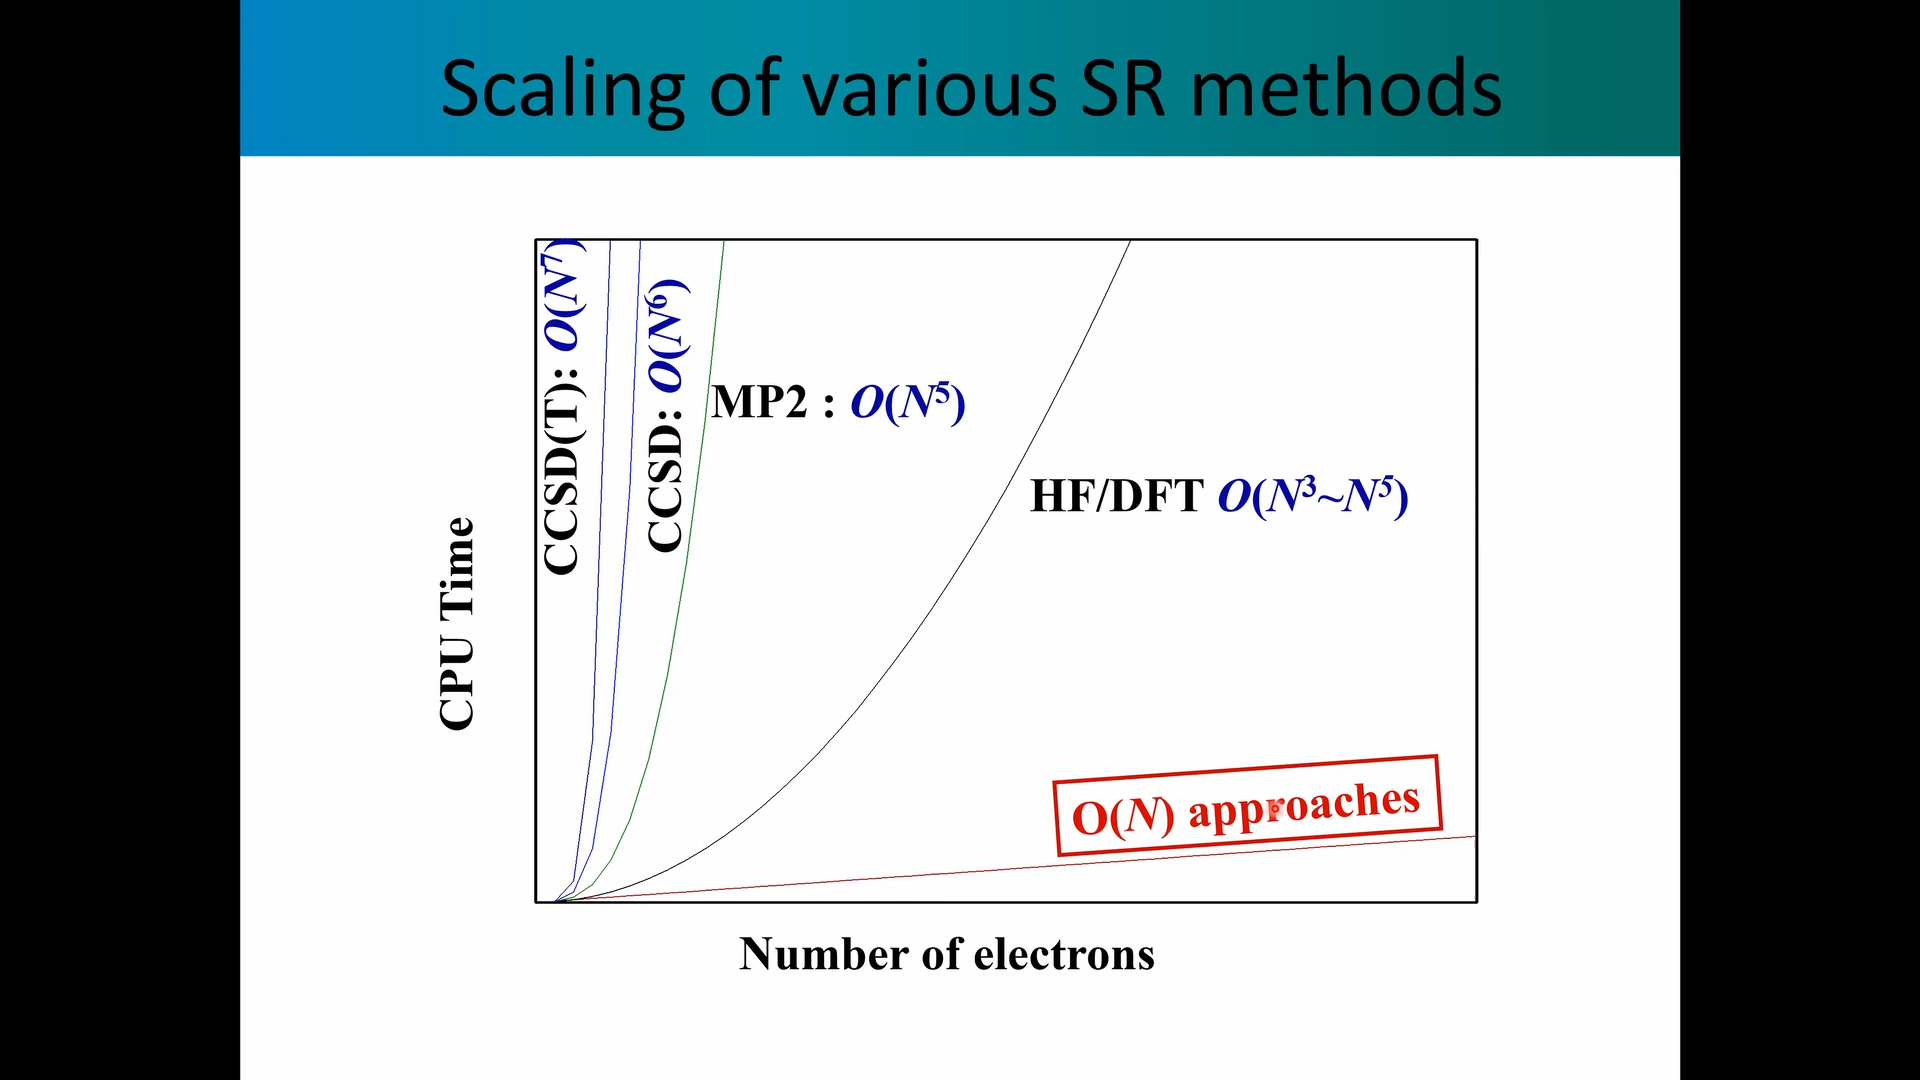 Scaling of various SR methods
CCSD(T): O(N⁷)
CCSD: O(N⁶)
MP2 : O(N⁵)
HF/DFT O(N³~N⁵)
O(N) approaches
CPU Time
Number of electrons